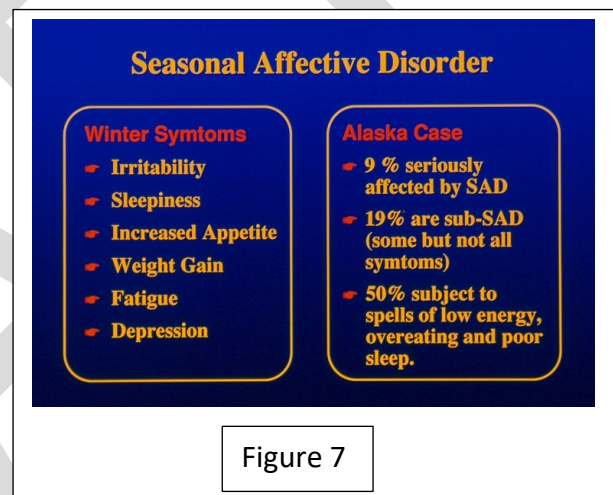 Seasonal Affective Disorder
Winter Symtoms
Irritability
Sleepiness
Increased Appetite
Weight Gain
Fatigue
Depression
Alaska Case
9 % seriously
affected by SAD
19% are sub-SAD
(some but not all
symtoms)
50% subject to
spells of low energy,
overeating and poor
sleep.
Figure 7